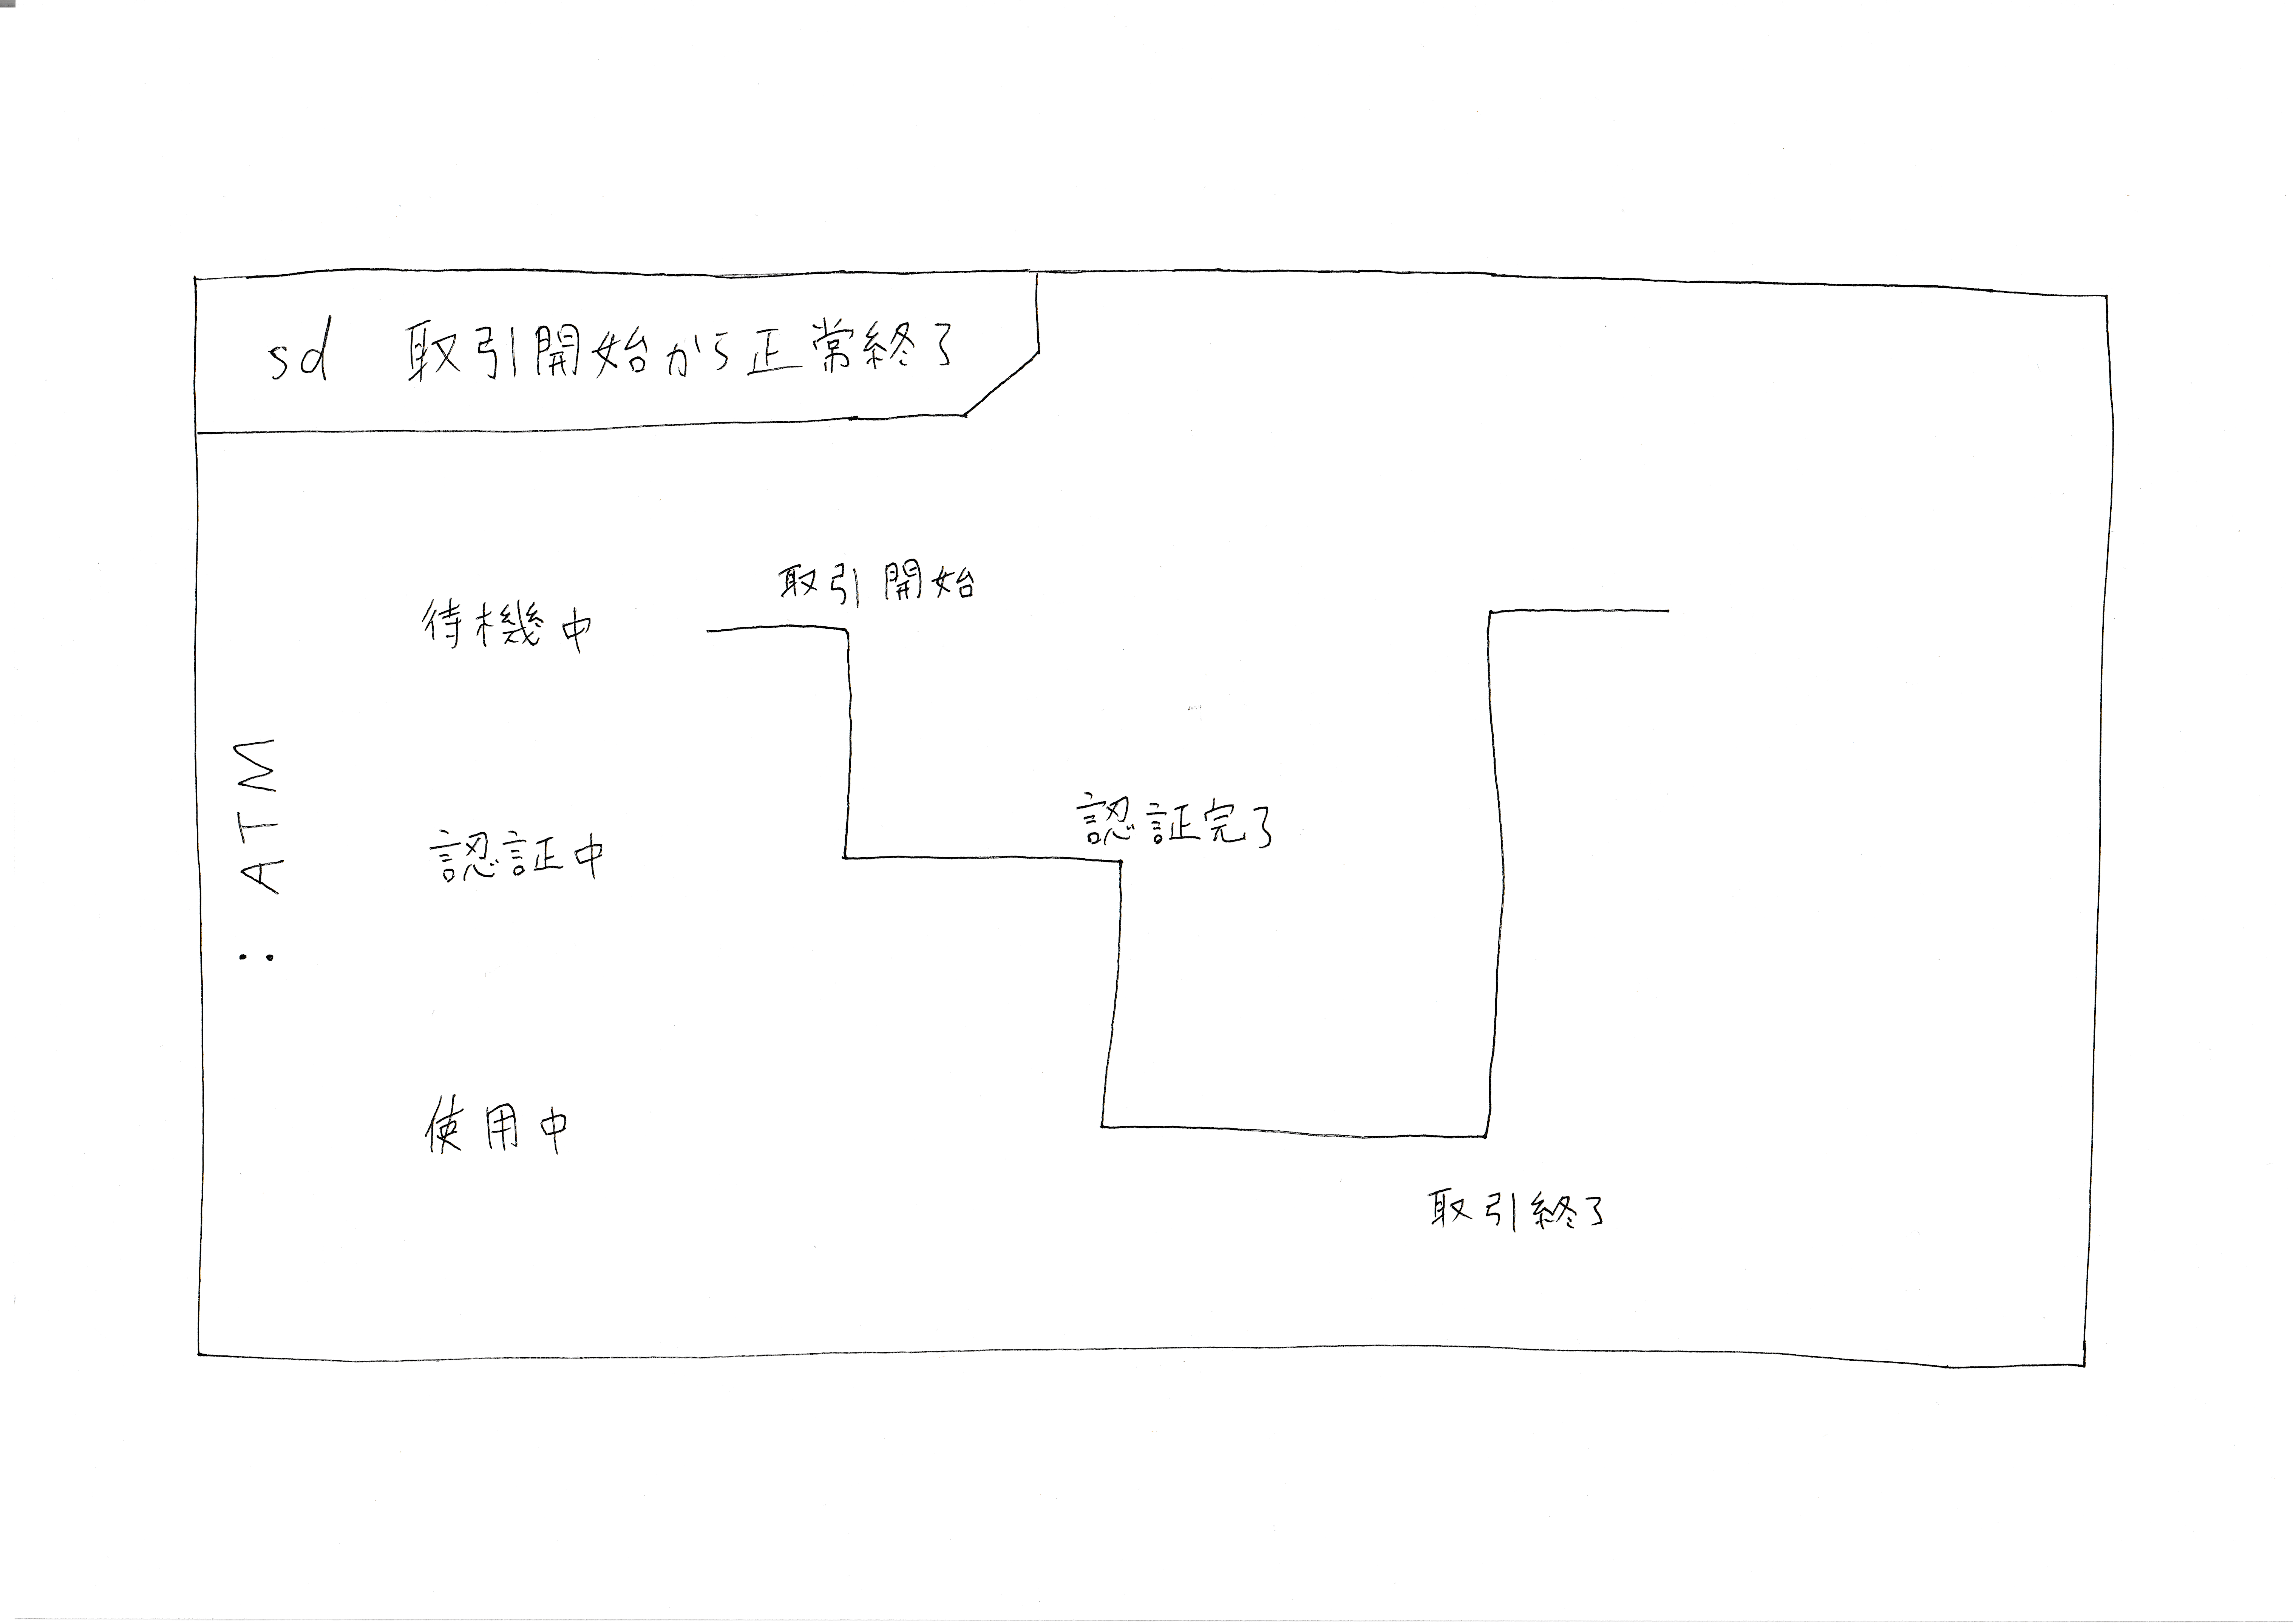 sd 取引開始から正常終了
取引開始
待機中
: ATM
認証完了
認証中
使用中
取引終了